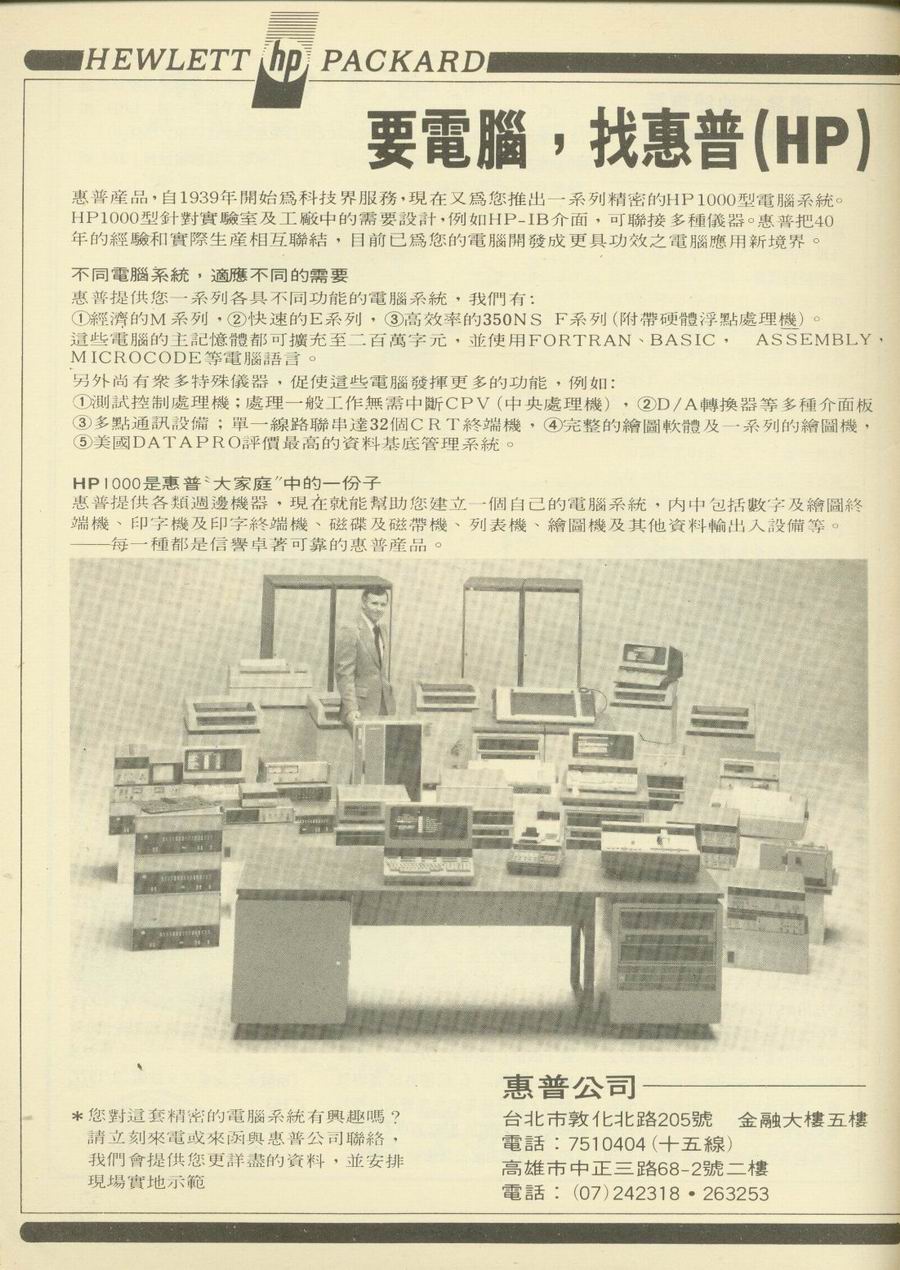 HEWLETT hp PACKARD
要電腦，找惠普(HP)
惠普産品，自1939年開始爲科技界服務，現在又爲您推出一系列精密的HP1000型電腦系統。
HP1000型針對實驗室及工廠中的需要設計，例如HP-IB介面，可聯接多種儀器。惠普把40
年的經驗和實際生産相互聯結，目前已爲您的電腦開發成更具功效之電腦應用新境界。
不同電腦系統，適應不同的需要
惠普提供您一系列各具不同功能的電腦系統，我們有：
①經濟的M系列，②快速的E系列，③高效率的350NS F系列(附帶硬體浮點處理機)。
這些電腦的主記憶體都可擴充至二百萬字元，並使用FORTRAN、BASIC， ASSEMBLY，
MICROCODE等電腦語言。
另外尚有衆多特殊儀器，促使這些電腦發揮更多的功能，例如：
①測試控制處理機；處理一般工作無需中斷CPV(中央處理機)，②D/A轉換器等多種介面板
③多點通訊設備；單一線路聯串達32個CRT終端機，④完整的繪圖軟體及一系列的繪圖機，
⑤美國DATAPRO評價最高的資料基底管理系統。
HP1000是惠普〝大家庭〞中的一份子
惠普提供各類週邊機器，現在就能幫助您建立一個自己的電腦系統，内中包括數字及繪圖終
端機、印字機及印字終端機、磁碟及磁帶機、列表機、繪圖機及其他資料輸出入設備等。
——每一種都是信譽卓著可靠的惠普産品。
*您對這套精密的電腦系統有興趣嗎？
請立刻來電或來函與惠普公司聯絡，
我們會提供您更詳盡的資料，並安排
現場實地示範
惠普公司
台北市敦化北路205號 金融大樓五樓
電話：7510404(十五線)
高雄市中正三路68-2號二樓
電話：(07)242318•263253